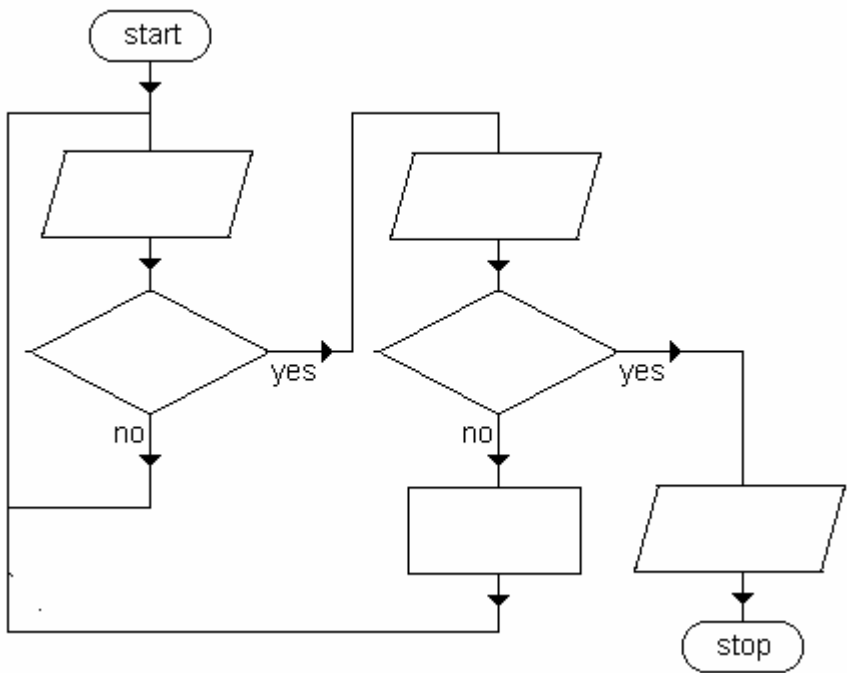 start
yes
yes
no
no
stop